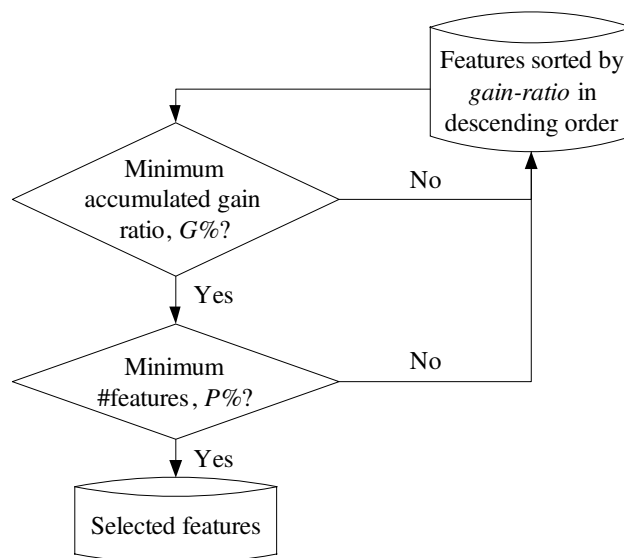 Features sorted by
gain-ratio in
descending order
Minimum
accumulated gain
ratio, G%?
No
Yes
Minimum
#features, P%?
No
Yes
Selected features